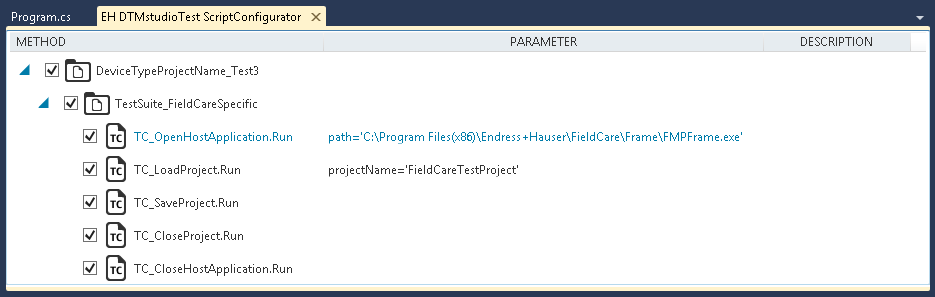 Program.cs EH DTMstudioTest ScriptConfigurator
METHOD PARAMETER DESCRIPTION
DeviceTypeProjectName_Test3
TestSuite_FieldCareSpecific
TC TC_OpenHostApplication.Run path='C:\Program Files(x86)\Endress+Hauser\FieldCare\Frame\FMPFrame.exe'
TC TC_LoadProject.Run projectName='FieldCareTestProject'
TC TC_SaveProject.Run
TC TC_CloseProject.Run
TC TC_CloseHostApplication.Run